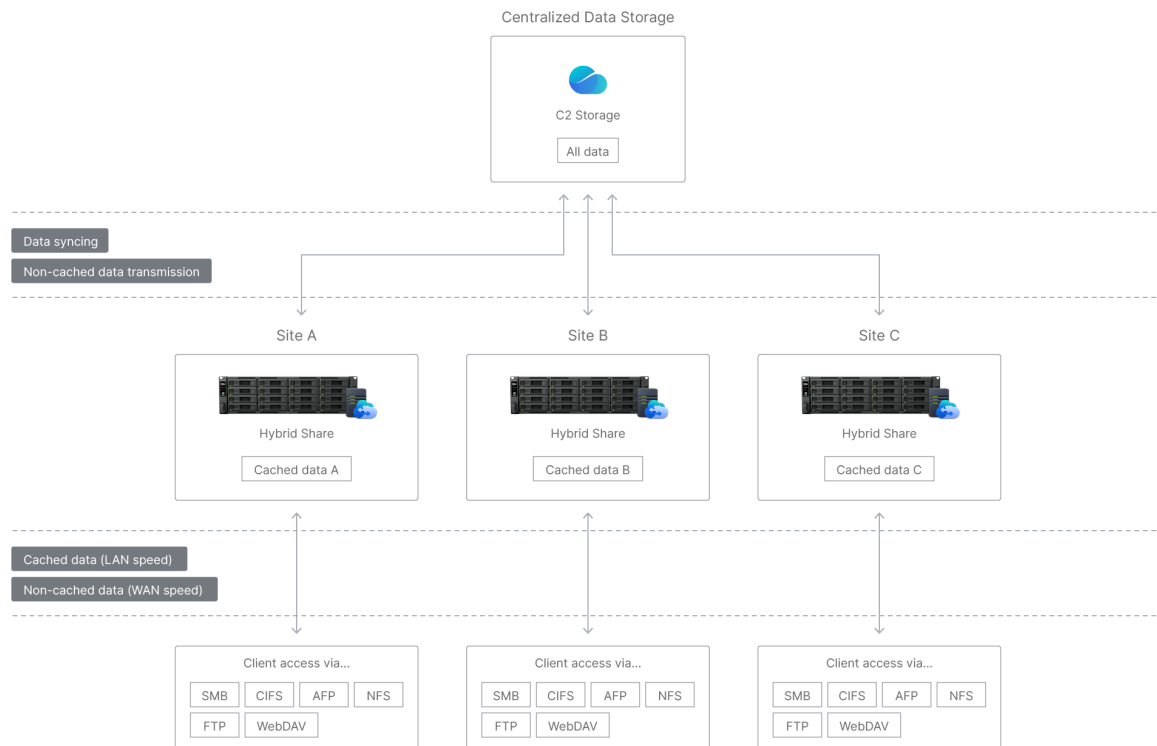 Centralized Data Storage
C2 Storage
All data
Data syncing
Non-cached data transmission
Site A
Site B
Site C
Hybrid Share
Hybrid Share
Hybrid Share
Cached data A
Cached data B
Cached data C
Cached data (LAN speed)
Non-cached data (WAN speed)
Client access via...
SMB CIFS AFP NFS
FTP WebDAV
Client access via...
SMB CIFS AFP NFS
FTP WebDAV
Client access via...
SMB CIFS AFP NFS
FTP WebDAV